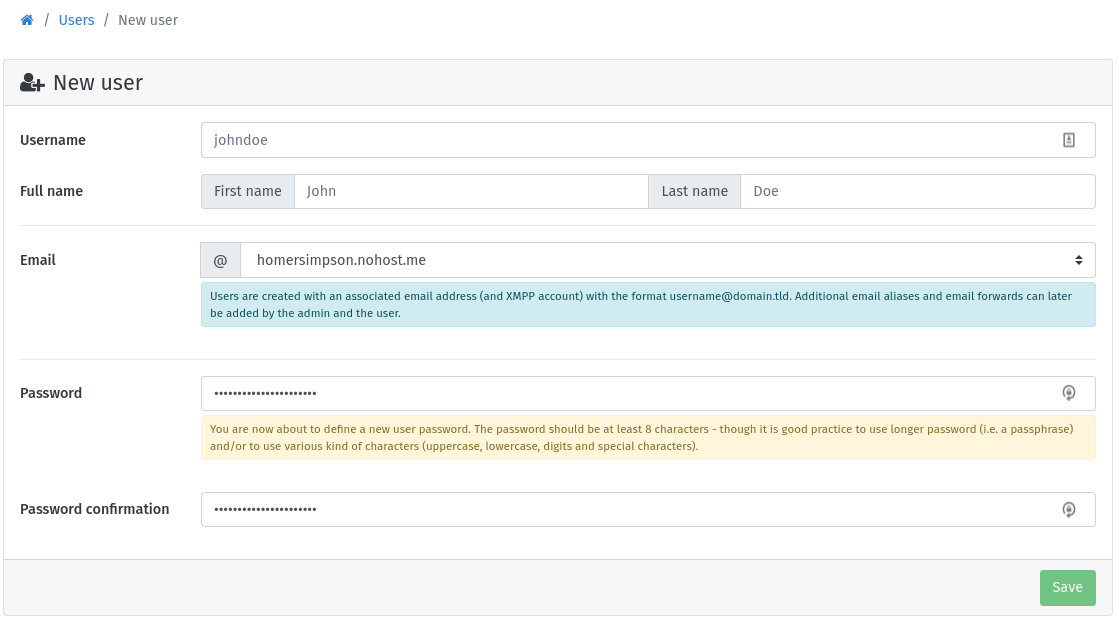 / Users / New user
New user
Username johndoe
Full name First name John Last name Doe
Email @ homersimpson.nohost.me
Users are created with an associated email address (and XMPP account) with the format username@domain.tld. Additional email aliases and email forwards can later
be added by the admin and the user.
Password •••••••••••••••••••••
You are now about to define a new user password. The password should be at least 8 characters - though it is good practice to use longer password (i.e. a passphrase)
and/or to use various kind of characters (uppercase, lowercase, digits and special characters).
Password confirmation •••••••••••••••••••••
Save